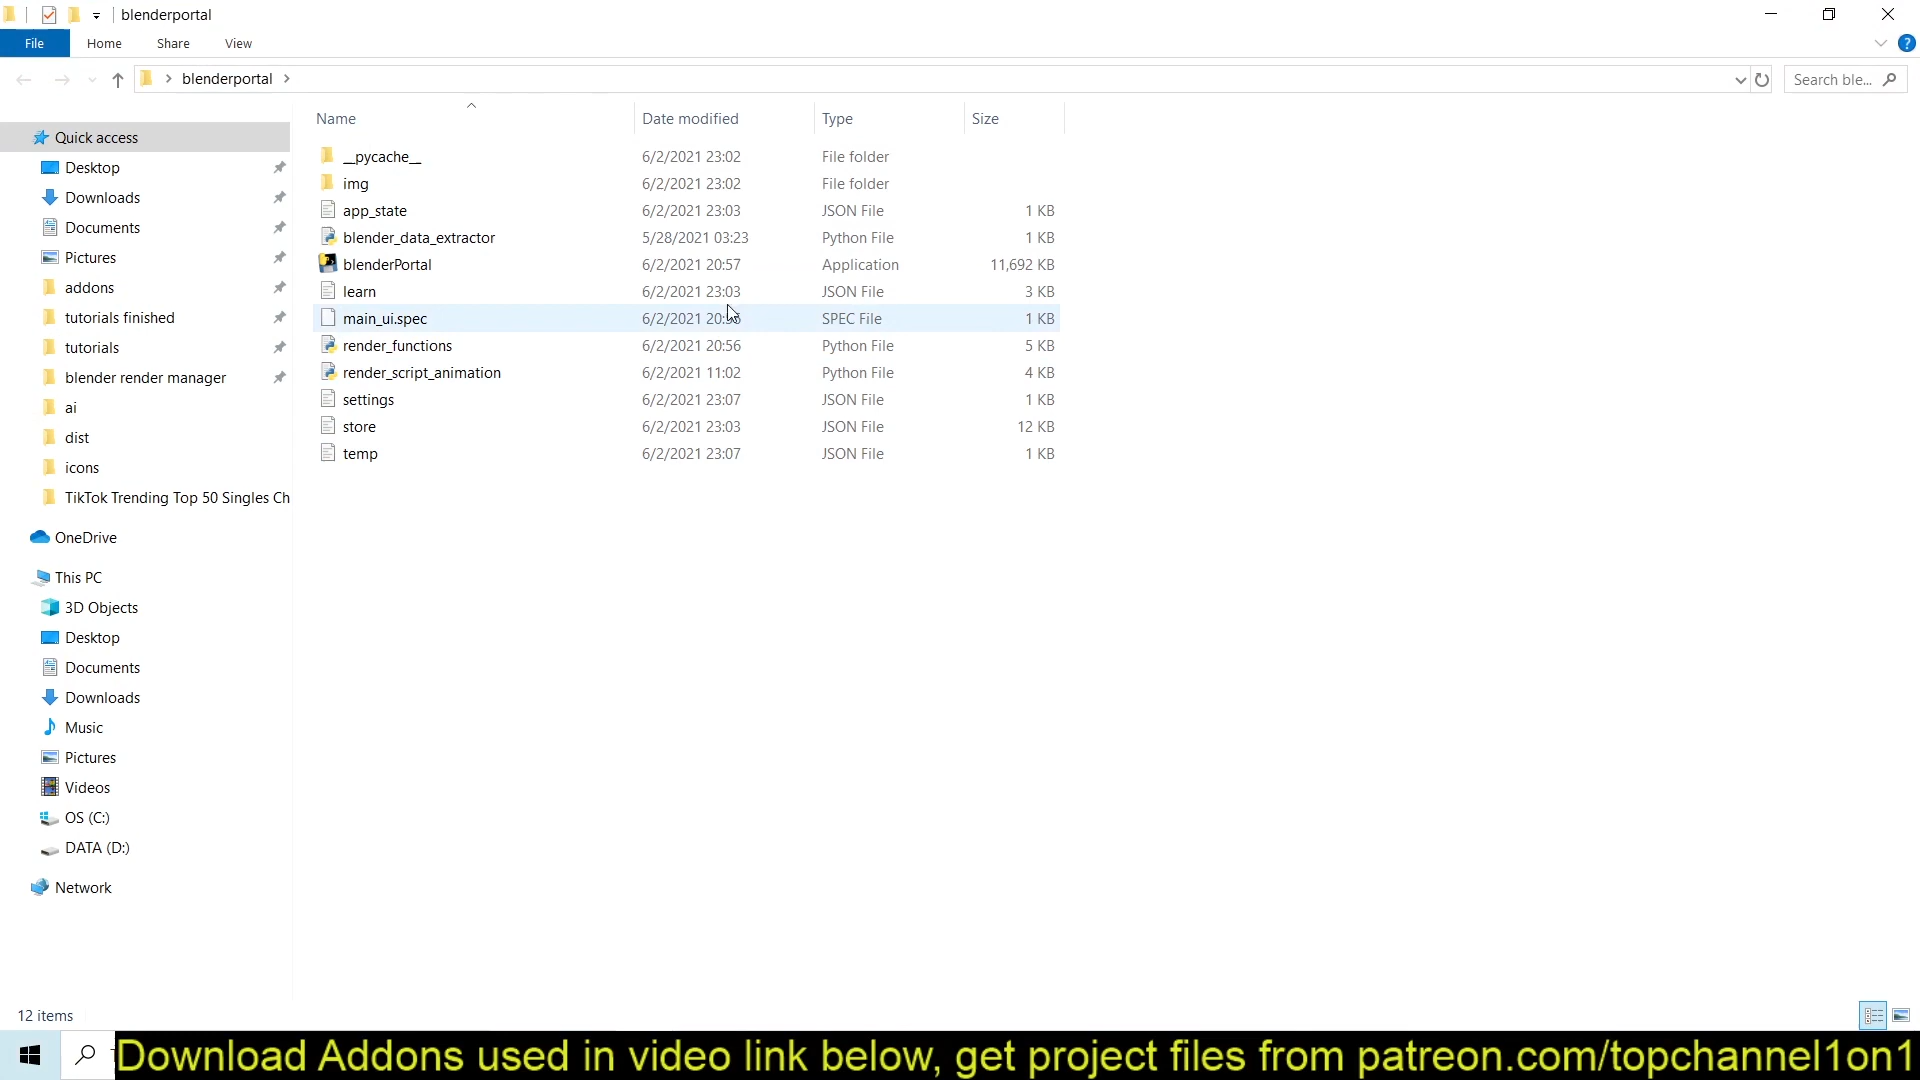 blenderportal
File Home Share View
blenderportal Search ble...
Name Date modified Type Size
Quick access
Desktop
Downloads
Documents
Pictures
addons
tutorials finished
tutorials
blender render manager
ai
dist
icons
TikTok Trending Top 50 Singles Ch
OneDrive
This PC
3D Objects
Desktop
Documents
Downloads
Music
Pictures
Videos
OS (C:)
DATA (D:)
Network
__pycache__ 6/2/2021 23:02 File folder
img 6/2/2021 23:02 File folder
app_state 6/2/2021 23:03 JSON File 1 KB
blender_data_extractor 5/28/2021 03:23 Python File 1 KB
blenderPortal 6/2/2021 20:57 Application 11,692 KB
learn 6/2/2021 23:03 JSON File 3 KB
main_ui.spec 6/2/2021 SPEC File 1 KB
render_functions 6/2/2021 20:56 Python File 5 KB
render_script_animation 6/2/2021 11:02 Python File 4 KB
settings 6/2/2021 23:07 JSON File 1 KB
store 6/2/2021 23:03 JSON File 12 KB
temp 6/2/2021 23:07 JSON File 1 KB
12 items
Download Addons used in video link below, get project files from patreon.com/topchannel1on1